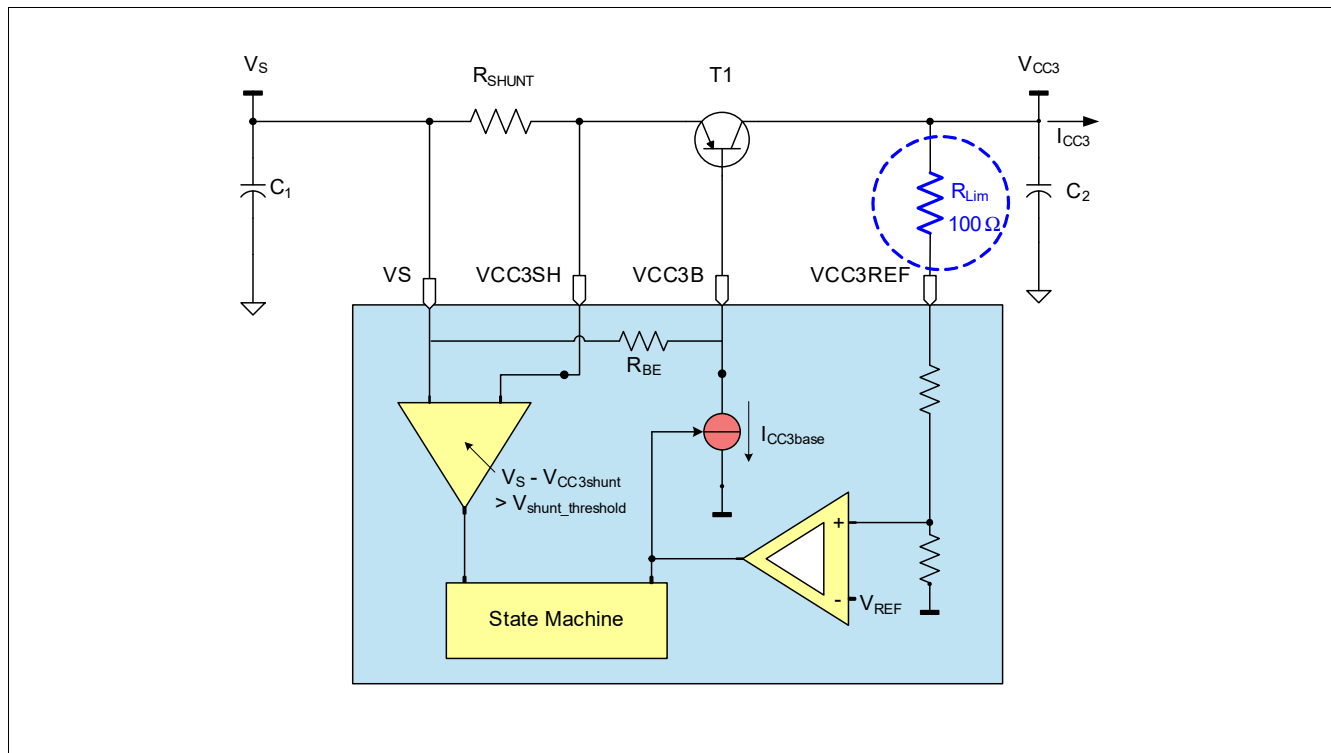 VS
RSHUNT
T1
VCC3
ICC3
C1
RLim
100 Ω
C2
VS
VCC3SH
VCC3B
VCC3REF
RBE
ICC3base
VS - VCC3shunt
> Vshunt_threshold
+
-
VREF
State Machine